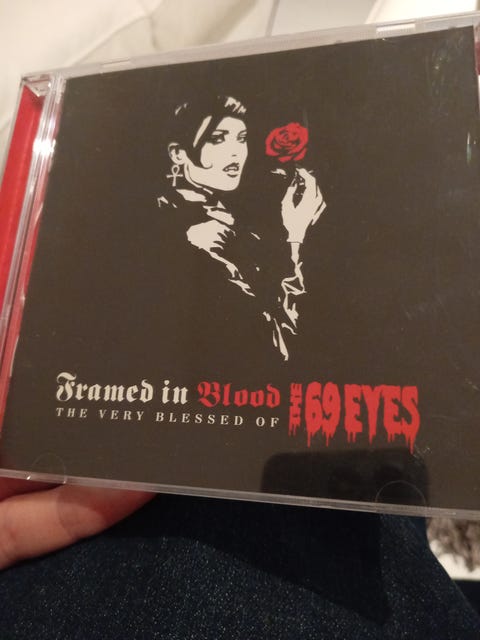 Framed in Blood
THE VERY BLESSED OF
THE 69 EYES